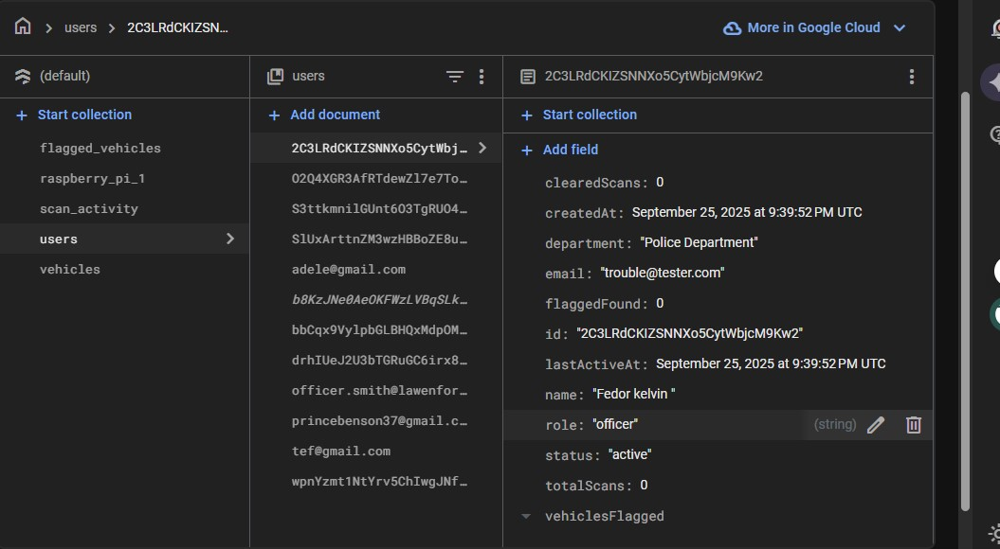 users
2C3LRdCKIZSN…
More in Google Cloud
(default)
users
2C3LRdCKIZSNNXo5CytWbjcM9Kw2
Start collection
Add document
Start collection
flagged_vehicles
raspberry_pi_1
scan_activity
users
vehicles
2C3LRdCKIZSNNXo5CytWbj…
O2Q4XGR3AfRTdewZl7e7To…
S3ttkmnilGUnt6O3TgRUO4…
SlUxArttnZM3wzHBBoZE8u…
adele@gmail.com
b8KzJNe0AeOKFWzLVBqSLk…
bbCqx9VylpbGLBHQxMdpOM…
drhIUeJ2U3bTGRuGC6irx8…
officer.smith@lawenfor…
princebenson37@gmail.c…
tef@gmail.com
wpnYzmt1NtYrv5ChIwgJNf…
Add field
clearedScans: 0
createdAt: September 25, 2025 at 9:39:52 PM UTC
department: "Police Department"
email: "trouble@tester.com"
flaggedFound: 0
id: "2C3LRdCKIZSNNXo5CytWbjcM9Kw2"
lastActiveAt: September 25, 2025 at 9:39:52 PM UTC
name: "Fedor kelvin "
role: "officer" (string)
status: "active"
totalScans: 0
vehiclesFlagged